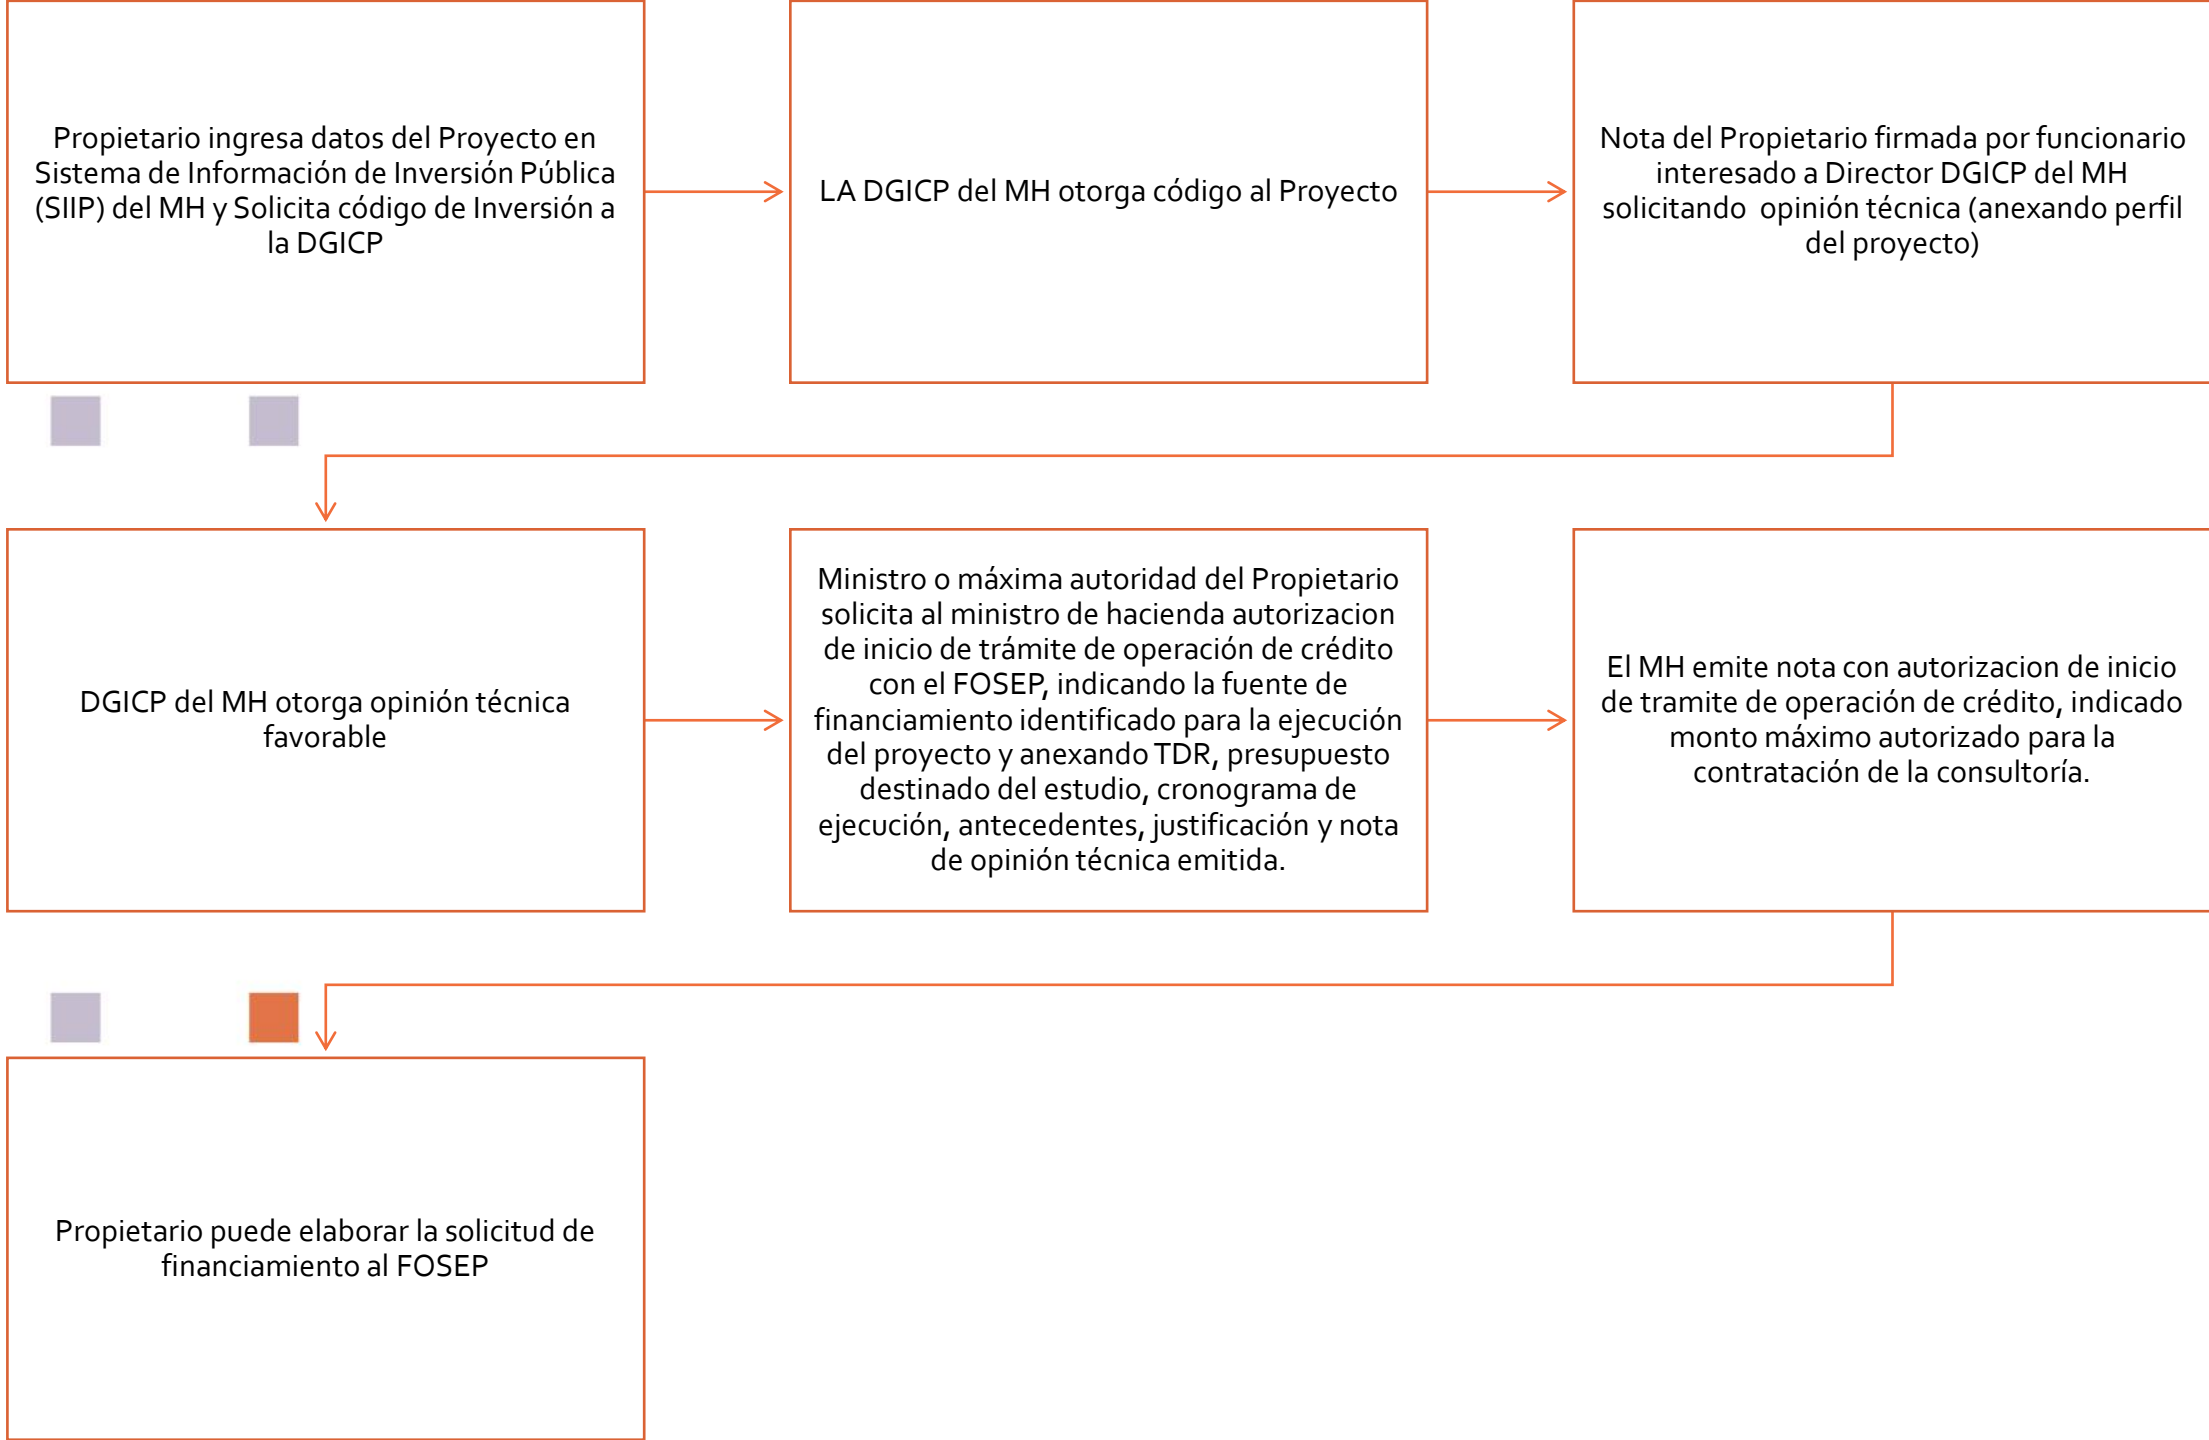 Propietario ingresa datos del Proyecto en
Sistema de Información de Inversión Pública
(SIIP) del MH y Solicita código de Inversión a
la DGICP
LA DGICP del MH otorga código al Proyecto
Nota del Propietario firmada por funcionario
interesado a Director DGICP del MH
solicitando  opinión técnica (anexando perfil
del proyecto)
DGICP del MH otorga opinión técnica
favorable
Ministro o máxima autoridad del Propietario
solicita al ministro de hacienda autorizacion
de inicio de trámite de operación de crédito
con el FOSEP, indicando la fuente de
financiamiento identificado para la ejecución
del proyecto y anexando TDR, presupuesto
destinado del estudio, cronograma de
ejecución, antecedentes, justificación y nota
de opinión técnica emitida.
El MH emite nota con autorizacion de inicio
de tramite de operación de crédito, indicado
monto máximo autorizado para la
contratación de la consultoría.
Propietario puede elaborar la solicitud de
financiamiento al FOSEP